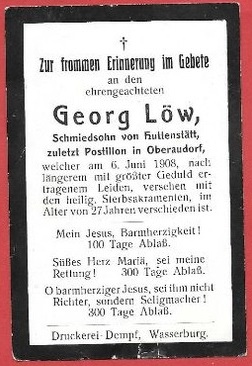 Zur frommen Erinnerung im Gebete
an den
ehrengeachteten
Georg Löw,
Schmiedsohn von Huttenstätt,
zuletzt Postillon in Oberaudorf,
welcher am 6. Juni 1908, nach
längerem mit größter Geduld er-
tragenem Leiden, versehen mit
den heilig. Sterbsakramenten, im
Alter von 27 Jahren verschieden ist.
Mein Jesus, Barmherzigkeit!
100 Tage Ablaß.
Süßes Herz Mariä, sei meine
Rettung! 300 Tage Ablaß.
O barmherziger Jesus, sei ihm nicht
Richter, sondern Seligmacher!
300 Tage Ablaß.
Druckerei-Dempf, Wasserburg.